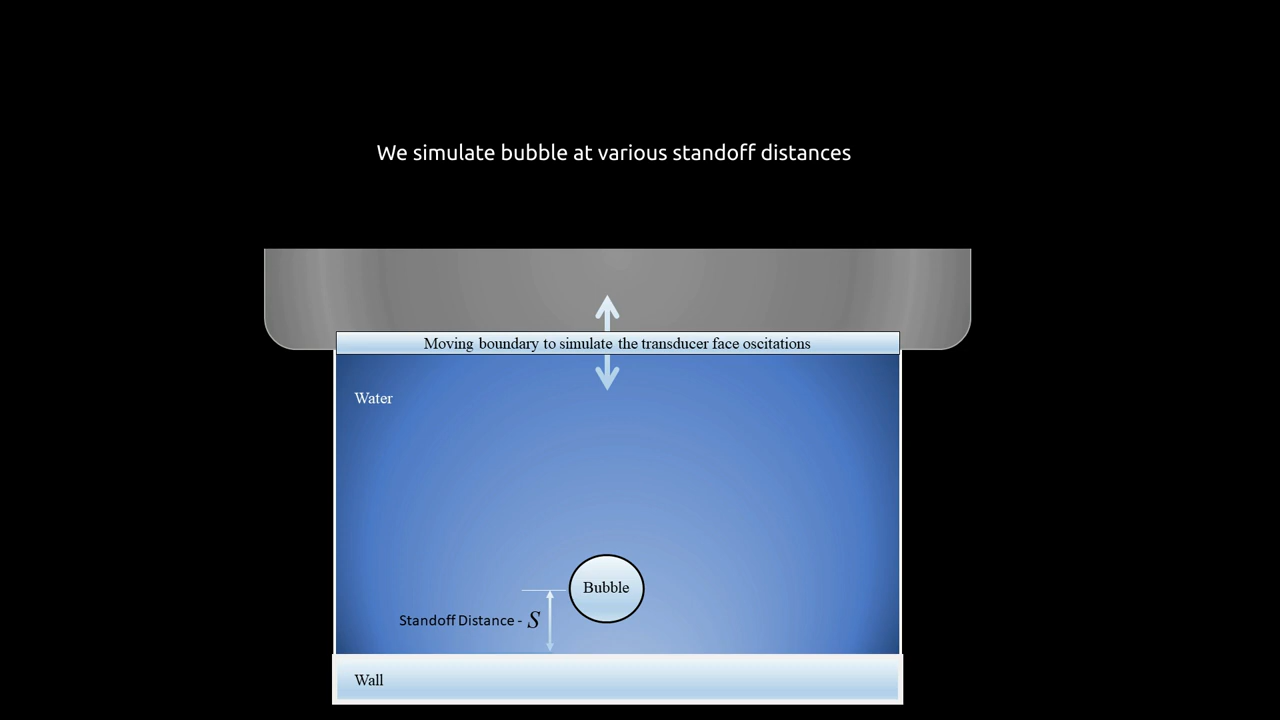 We simulate bubble at various standoff distances
Moving boundary to simulate the transducer face oscitations
Water
Bubble
Standoff Distance - S
Wall